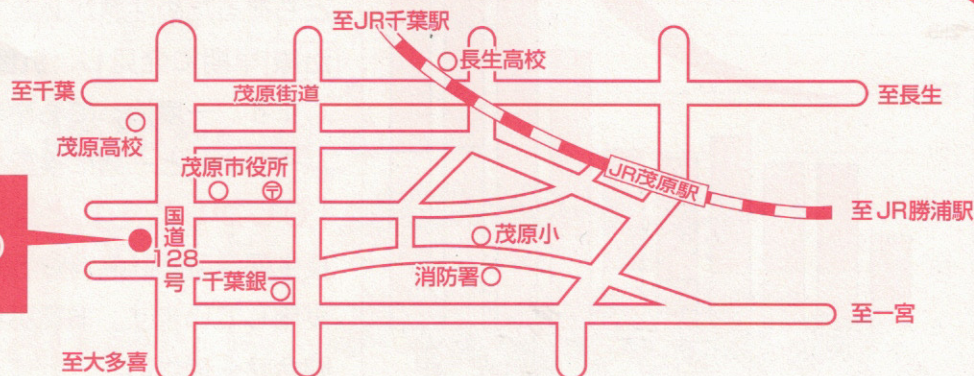 至JR千葉駅
長生高校
至千葉
茂原街道
至長生
茂原高校
茂原市役所
〒
JR茂原駅
国道128号
至JR勝浦駅
茂原小
千葉銀
消防署
至一宮
至大多喜